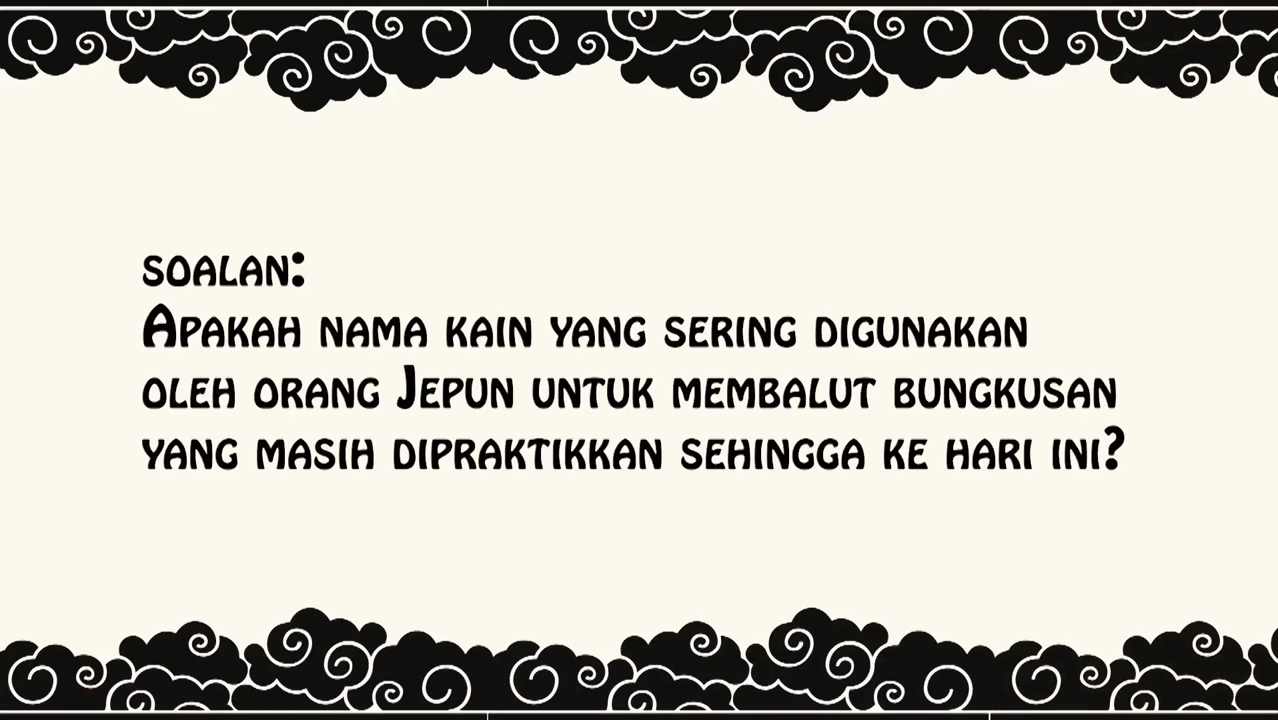 soalan:
Apakah nama kain yang sering digunakan
oleh orang Jepun untuk membalut bungkusan
yang masih dipraktikkan sehingga ke hari ini?